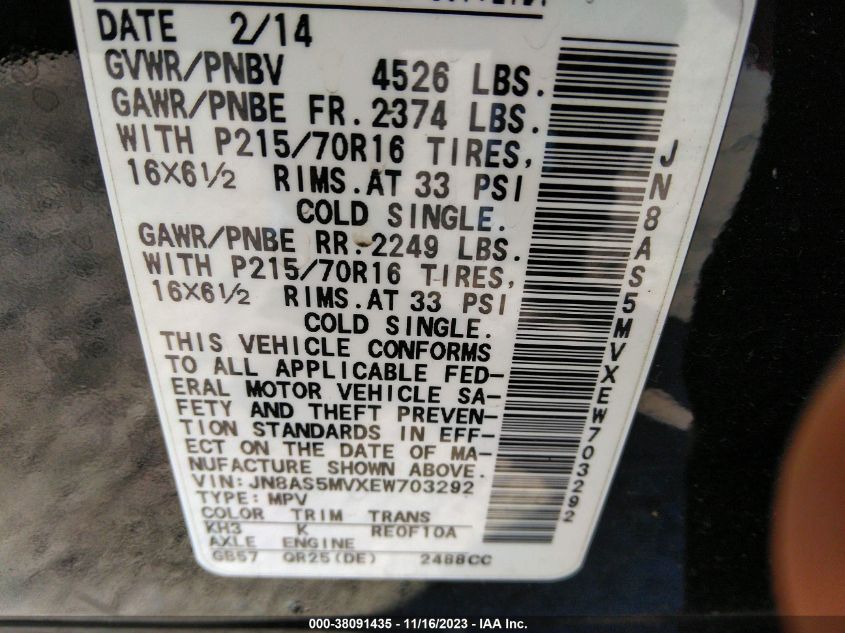 DATE 2/14
GVWR/PNBV 4526 LBS.
GAWR/PNBE FR. 2374 LBS.
WITH P215/70R16 TIRES,
16X6½ RIMS. AT 33 PSI
COLD SINGLE.
GAWR/PNBE RR. 2249 LBS.
WITH P215/70R16 TIRES,
16X6½ RIMS. AT 33 PSI
COLD SINGLE.
THIS VEHICLE CONFORMS
TO ALL APPLICABLE FED-
ERAL MOTOR VEHICLE SA-
FETY AND THEFT PREVEN-
TION STANDARDS IN EFF-
ECT ON THE DATE OF MA-
NUFACTURE SHOWN ABOVE.
VIN: JN8AS5MVXEW703292
TYPE: MPV
COLOR TRIM TRANS
KH3 K RE0F10A
AXLE ENGINE
GB57 QR25(DE) 2488CC
JN8AS5MVXEW703292
000-38091435 - 11/16/2023 - IAA Inc.